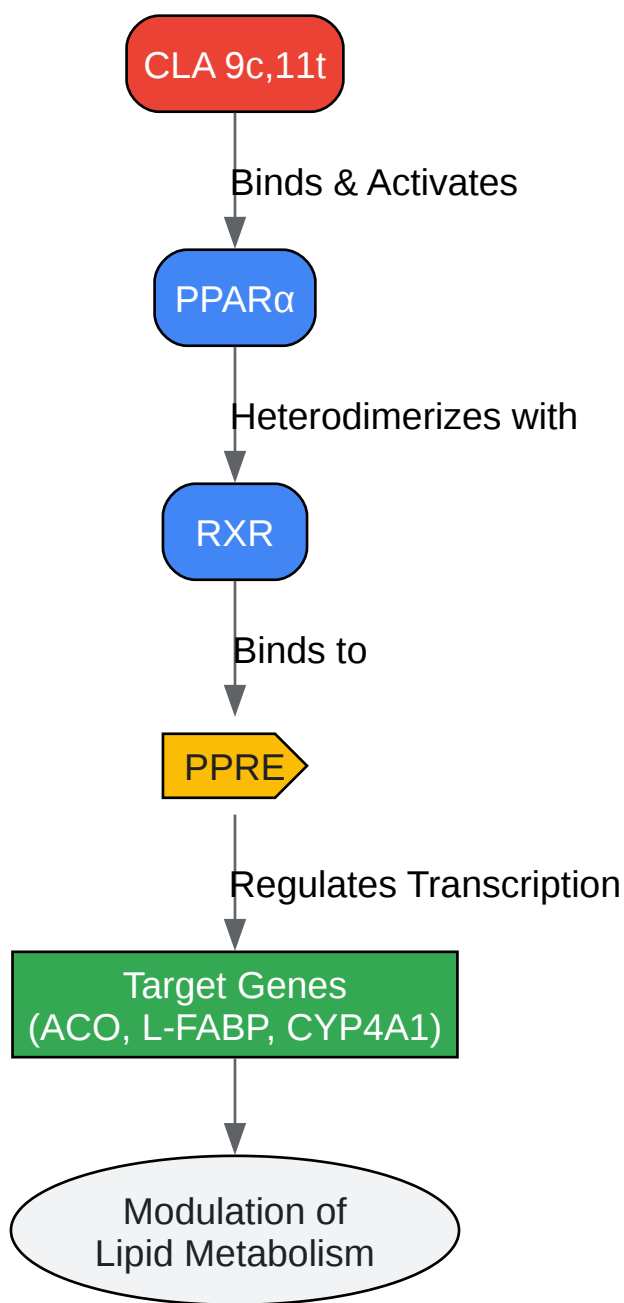 CLA 9c,11t
Binds & Activates
PPARα
Heterodimerizes with
RXR
Binds to
PPRE
Regulates Transcription
Target Genes
(ACO, L-FABP, CYP4A1)
Modulation of
Lipid Metabolism